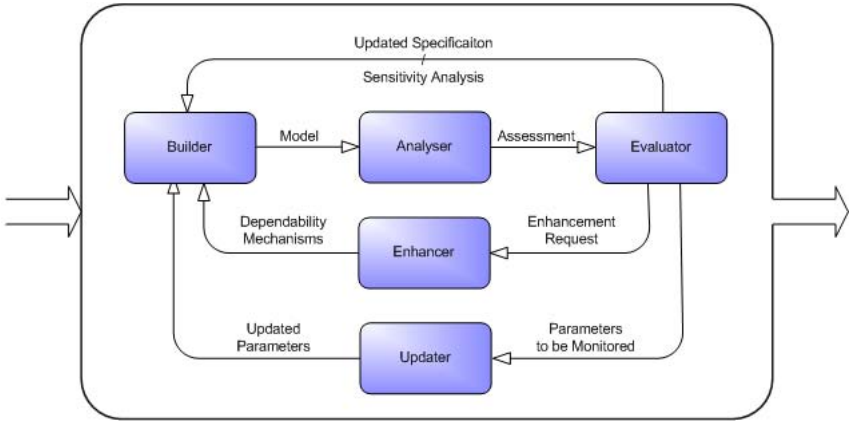 Updated Specificaiton
Sensitivity Analysis
Builder
Model
Analyser
Assessment
Evaluator
Dependability
Mechanisms
Enhancer
Enhancement
Request
Updated
Parameters
Updater
Parameters
to be Monitored